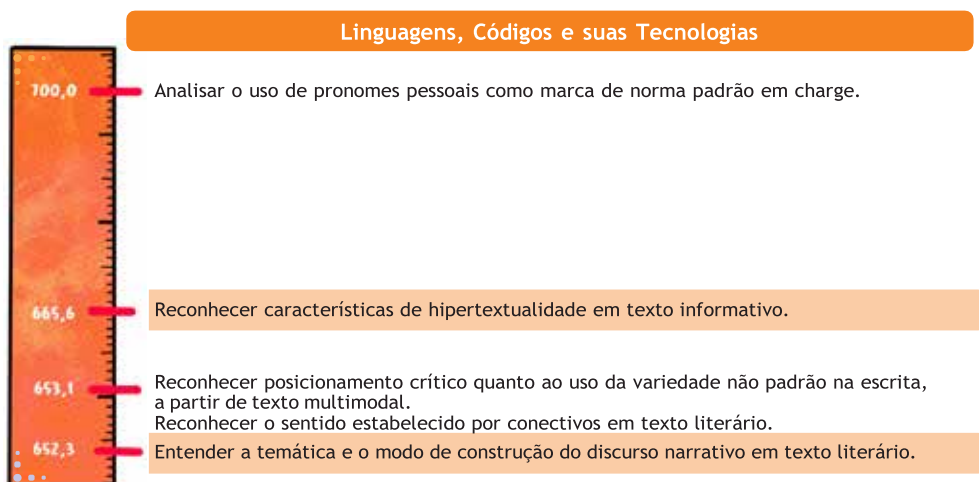 Linguagens, Códigos e suas Tecnologias
700,0
Analisar o uso de pronomes pessoais como marca de norma padrão em charge.
665,6
Reconhecer características de hipertextualidade em texto informativo.
653,1
Reconhecer posicionamento crítico quanto ao uso da variedade não padrão na escrita,
a partir de texto multimodal.
Reconhecer o sentido estabelecido por conectivos em texto literário.
652,3
Entender a temática e o modo de construção do discurso narrativo em texto literário.